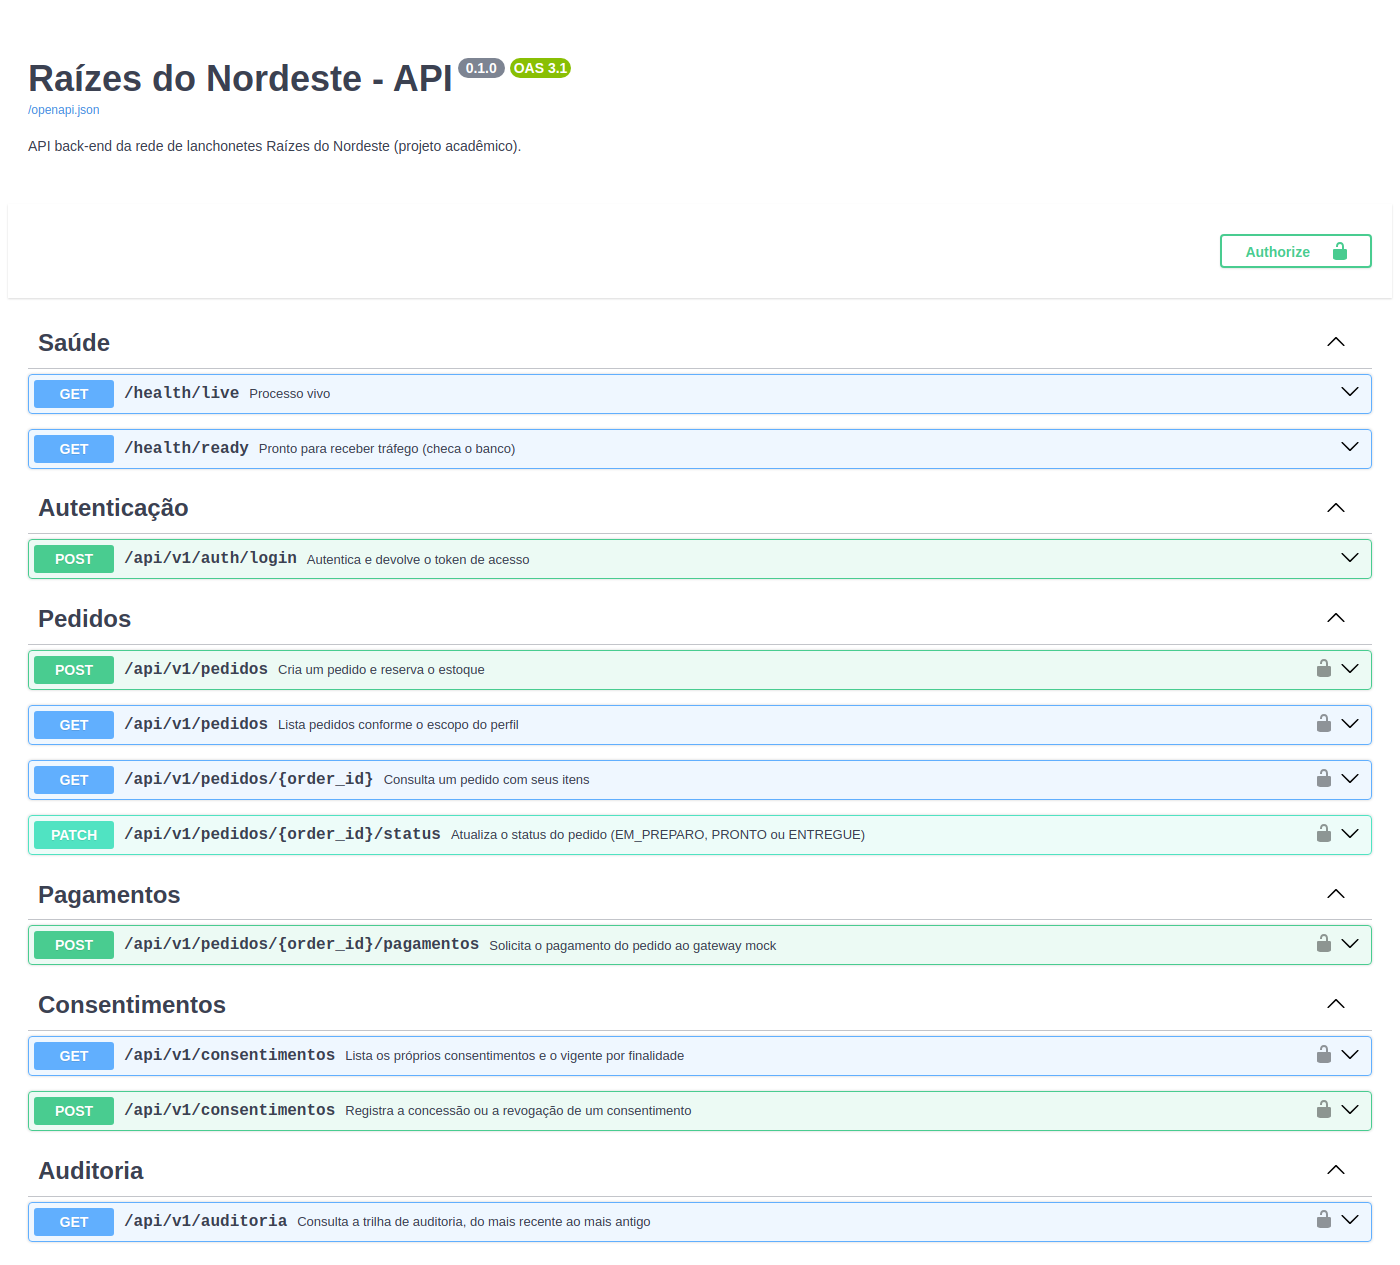 Raízes do Nordeste - API 0.1.0 OAS 3.1
/openapi.json
API back-end da rede de lanchonetes Raízes do Nordeste (projeto acadêmico).
Authorize
Saúde
GET /health/live Processo vivo
GET /health/ready Pronto para receber tráfego (checa o banco)
Autenticação
POST /api/v1/auth/login Autentica e devolve o token de acesso
Pedidos
POST /api/v1/pedidos Cria um pedido e reserva o estoque
GET /api/v1/pedidos Lista pedidos conforme o escopo do perfil
GET /api/v1/pedidos/{order_id} Consulta um pedido com seus itens
PATCH /api/v1/pedidos/{order_id}/status Atualiza o status do pedido (EM_PREPARO, PRONTO ou ENTREGUE)
Pagamentos
POST /api/v1/pedidos/{order_id}/pagamentos Solicita o pagamento do pedido ao gateway mock
Consentimentos
GET /api/v1/consentimentos Lista os próprios consentimentos e o vigente por finalidade
POST /api/v1/consentimentos Registra a concessão ou a revogação de um consentimento
Auditoria
GET /api/v1/auditoria Consulta a trilha de auditoria, do mais recente ao mais antigo